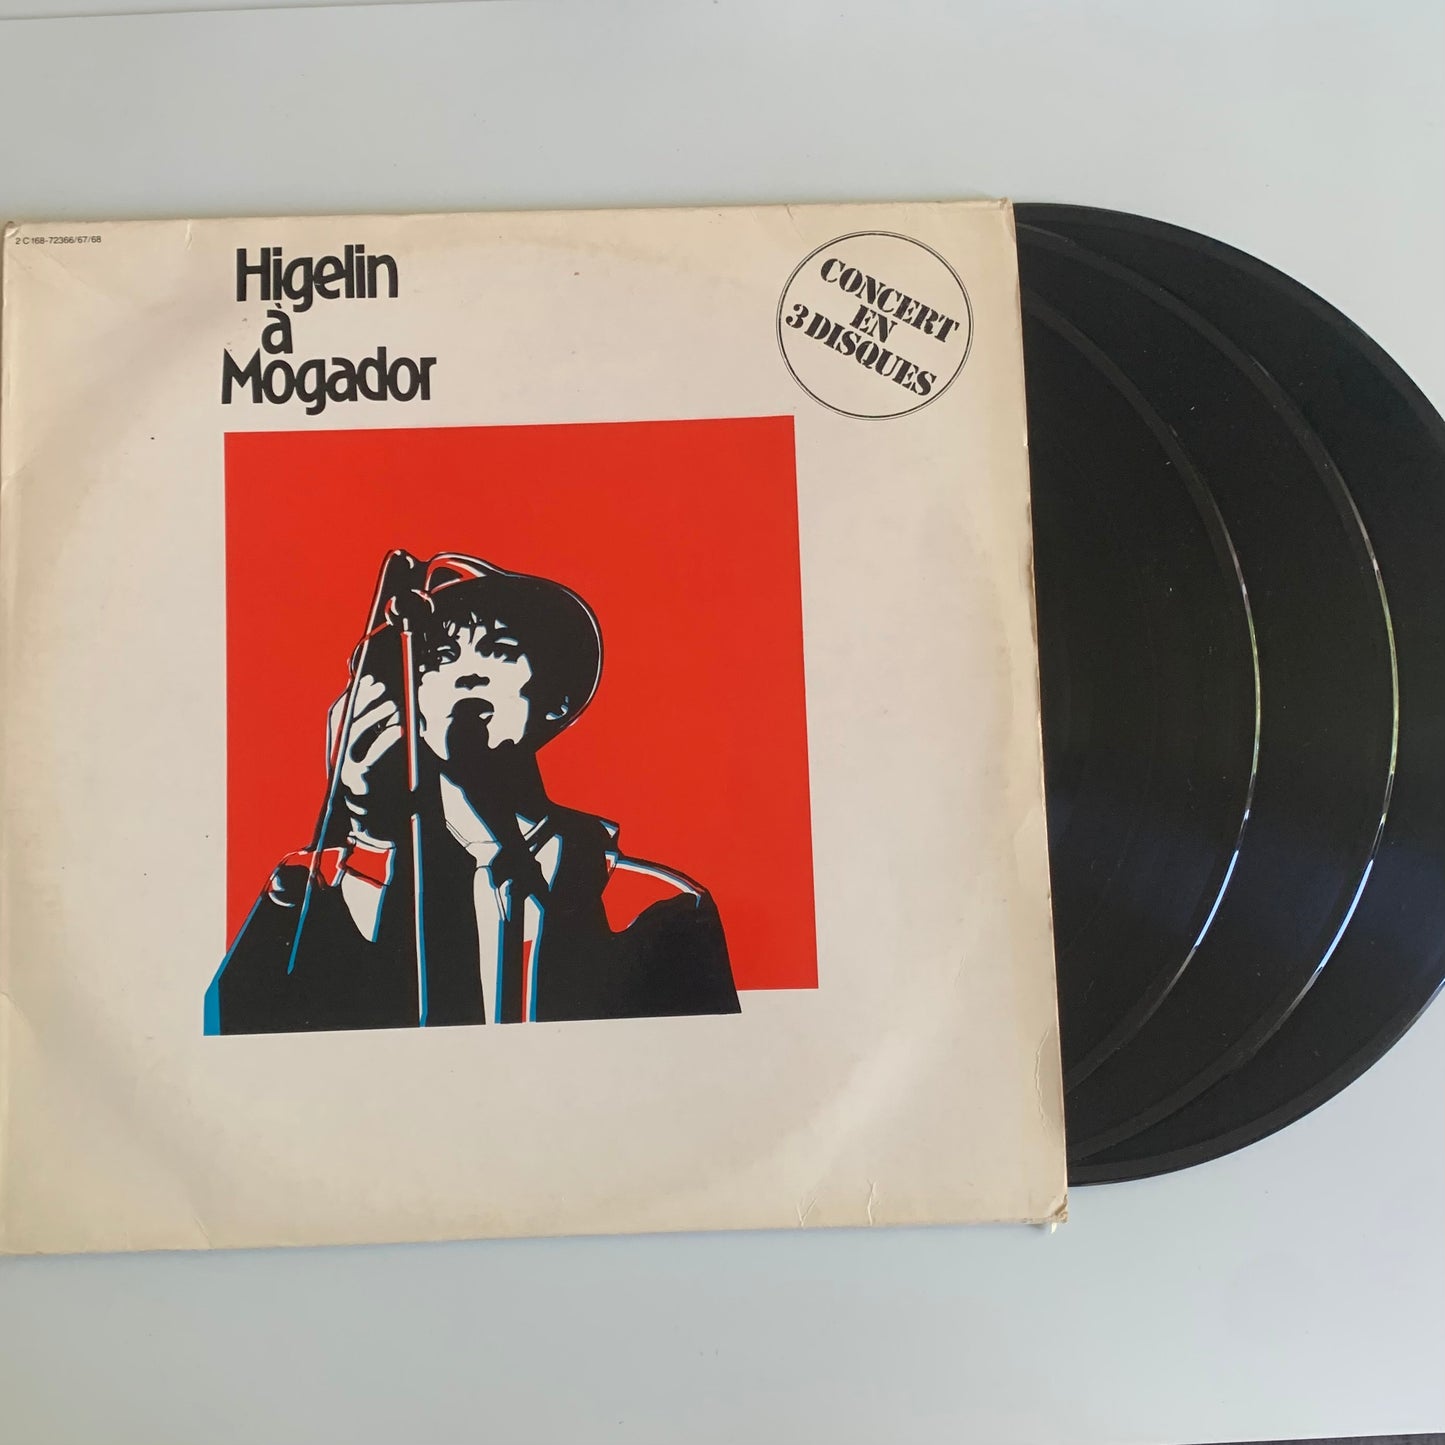 2 C 168-72366/67/68
Higelin
à
Mogador
CONCERT
EN
3 DISQUES